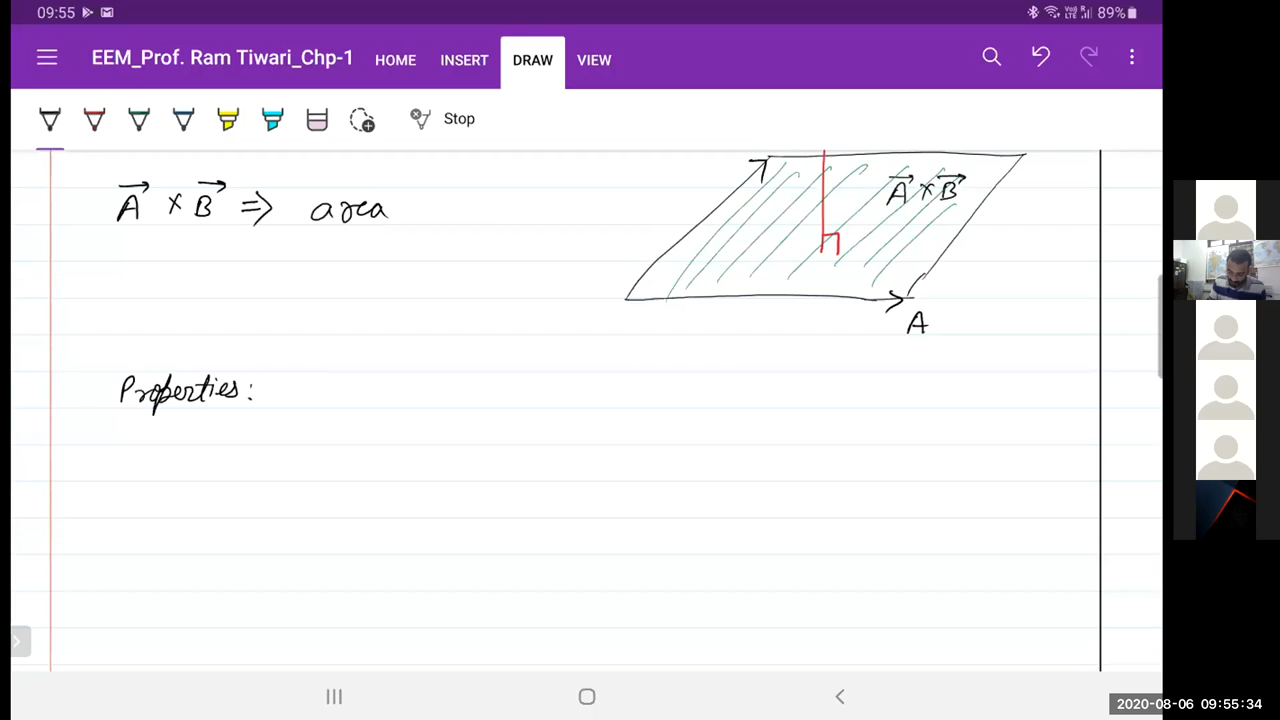 09:55
89%
EEM_Prof. Ram Tiwari_Chp-1 HOME INSERT DRAW VIEW
Stop
A × B ⇒ area
A × B
A
Properties:
2020-08-06 09:55:34